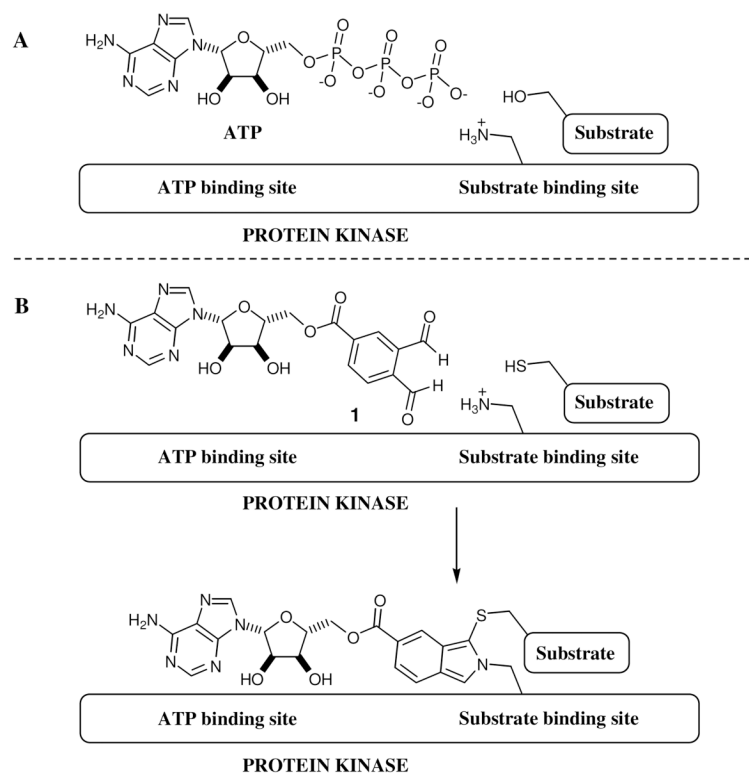 A
H₂N N N N N O O O P O -O O P O -O O P O -O O-
HO OH
ATP
HO
H₃N⁺
Substrate
ATP binding site Substrate binding site
PROTEIN KINASE
B
H₂N N N N N O O O O H H O
HO OH
1
HS
H₃N⁺
Substrate
ATP binding site Substrate binding site
PROTEIN KINASE
H₂N N N N N O O O S N
HO OH
Substrate
ATP binding site Substrate binding site
PROTEIN KINASE